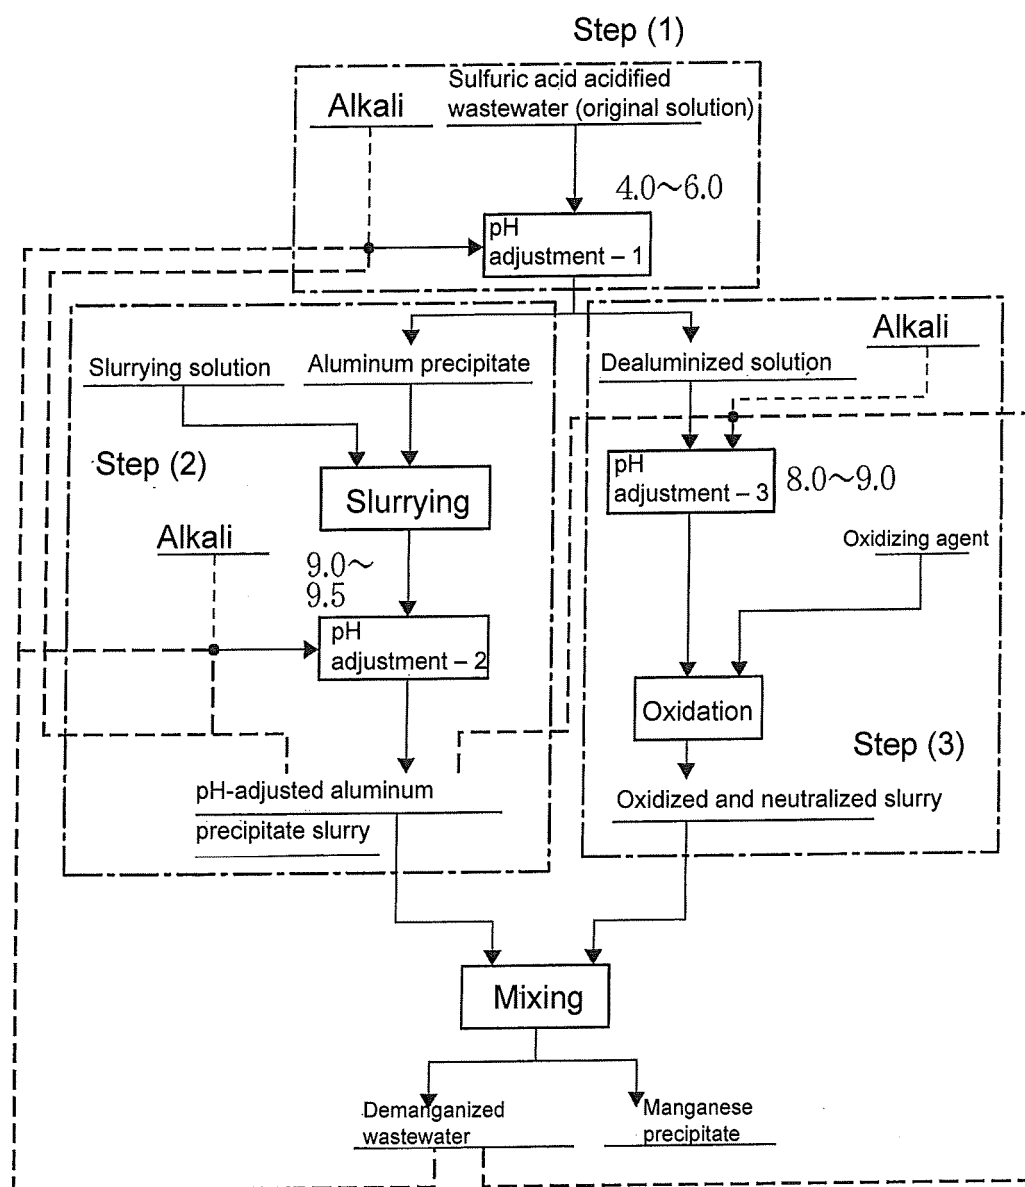 Step (1)
Sulfuric acid acidified
wastewater (original solution)
Alkali
4.0～6.0
pH
adjustment – 1
Alkali
Slurrying solution
Aluminum precipitate
Dealuminized solution
Step (2)
pH
adjustment – 3
8.0～9.0
Slurrying
Alkali
Oxidizing agent
9.0～
9.5
pH
adjustment – 2
Oxidation
Step (3)
pH-adjusted aluminum
precipitate slurry
Oxidized and neutralized slurry
Mixing
Demanganized
wastewater
Manganese
precipitate